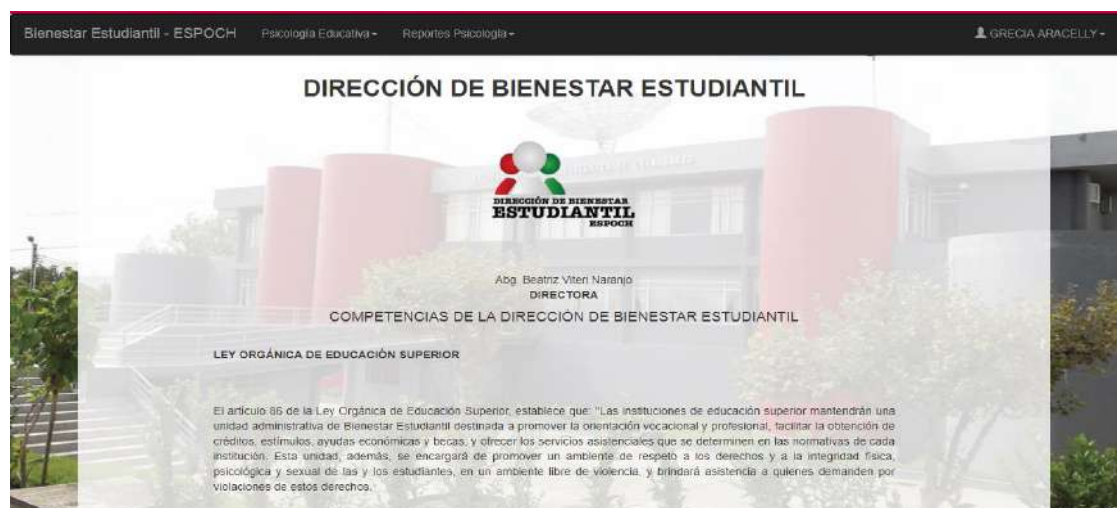 Bienestar Estudiantil - ESPOCH Psicología Educativa Reportes Psicología GRECIA ARACELLY
DIRECCIÓN DE BIENESTAR ESTUDIANTIL
DIRECCIÓN DE BIENESTAR
ESTUDIANTIL
ESPOCH
Abg. Beatriz Viteri Naranjo
DIRECTORA
COMPETENCIAS DE LA DIRECCIÓN DE BIENESTAR ESTUDIANTIL
LEY ORGÁNICA DE EDUCACIÓN SUPERIOR
El artículo 86 de la Ley Orgánica de Educación Superior, establece que: "Las instituciones de educación superior mantendrán una
unidad administrativa de Bienestar Estudiantil destinada a promover la orientación vocacional y profesional, facilitar la obtención de
créditos, estímulos, ayudas económicas y becas, y ofrecer los servicios asistenciales que se determinen en las normativas de cada
institución. Esta unidad, además, se encargará de promover un ambiente de respeto a los derechos y a la integridad física,
psicológica y sexual de las y los estudiantes, en un ambiente libre de violencia, y brindará asistencia a quienes demanden por
violaciones de estos derechos.